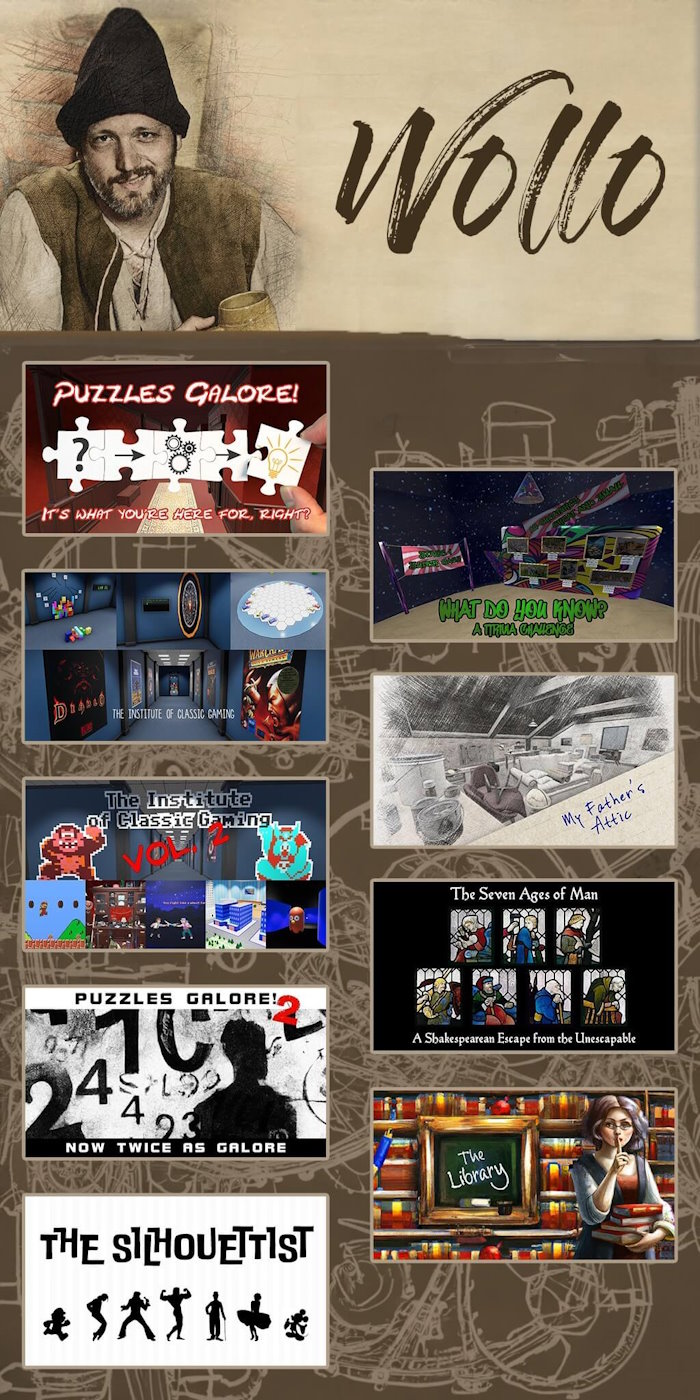 Wollo
PUZZLES GALORE!
?
IT'S WHAT YOU'RE HERE FOR, RIGHT?
WHAT DO YOU KNOW?
A TRIVIA CHALLENGE
DIABLO
THE INSTITUTE OF CLASSIC GAMING
WARCRAFT
My Father's
Attic
The Institute
of Classic Gaming
VOL. 2
The Seven Ages of Man
A Shakespearean Escape from the Unescapable
PUZZLES GALORE! 2
NOW TWICE AS GALORE
The
Library
THE SILHOUETTIST